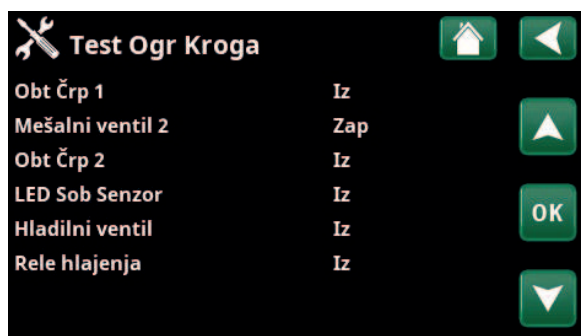 Test Ogr Kroga
Obt Črp 1 Iz
Mešalni ventil 2 Zap
Obt Črp 2 Iz
LED Sob Senzor Iz
OK
Hladilni ventil Iz
Rele hlajenja Iz